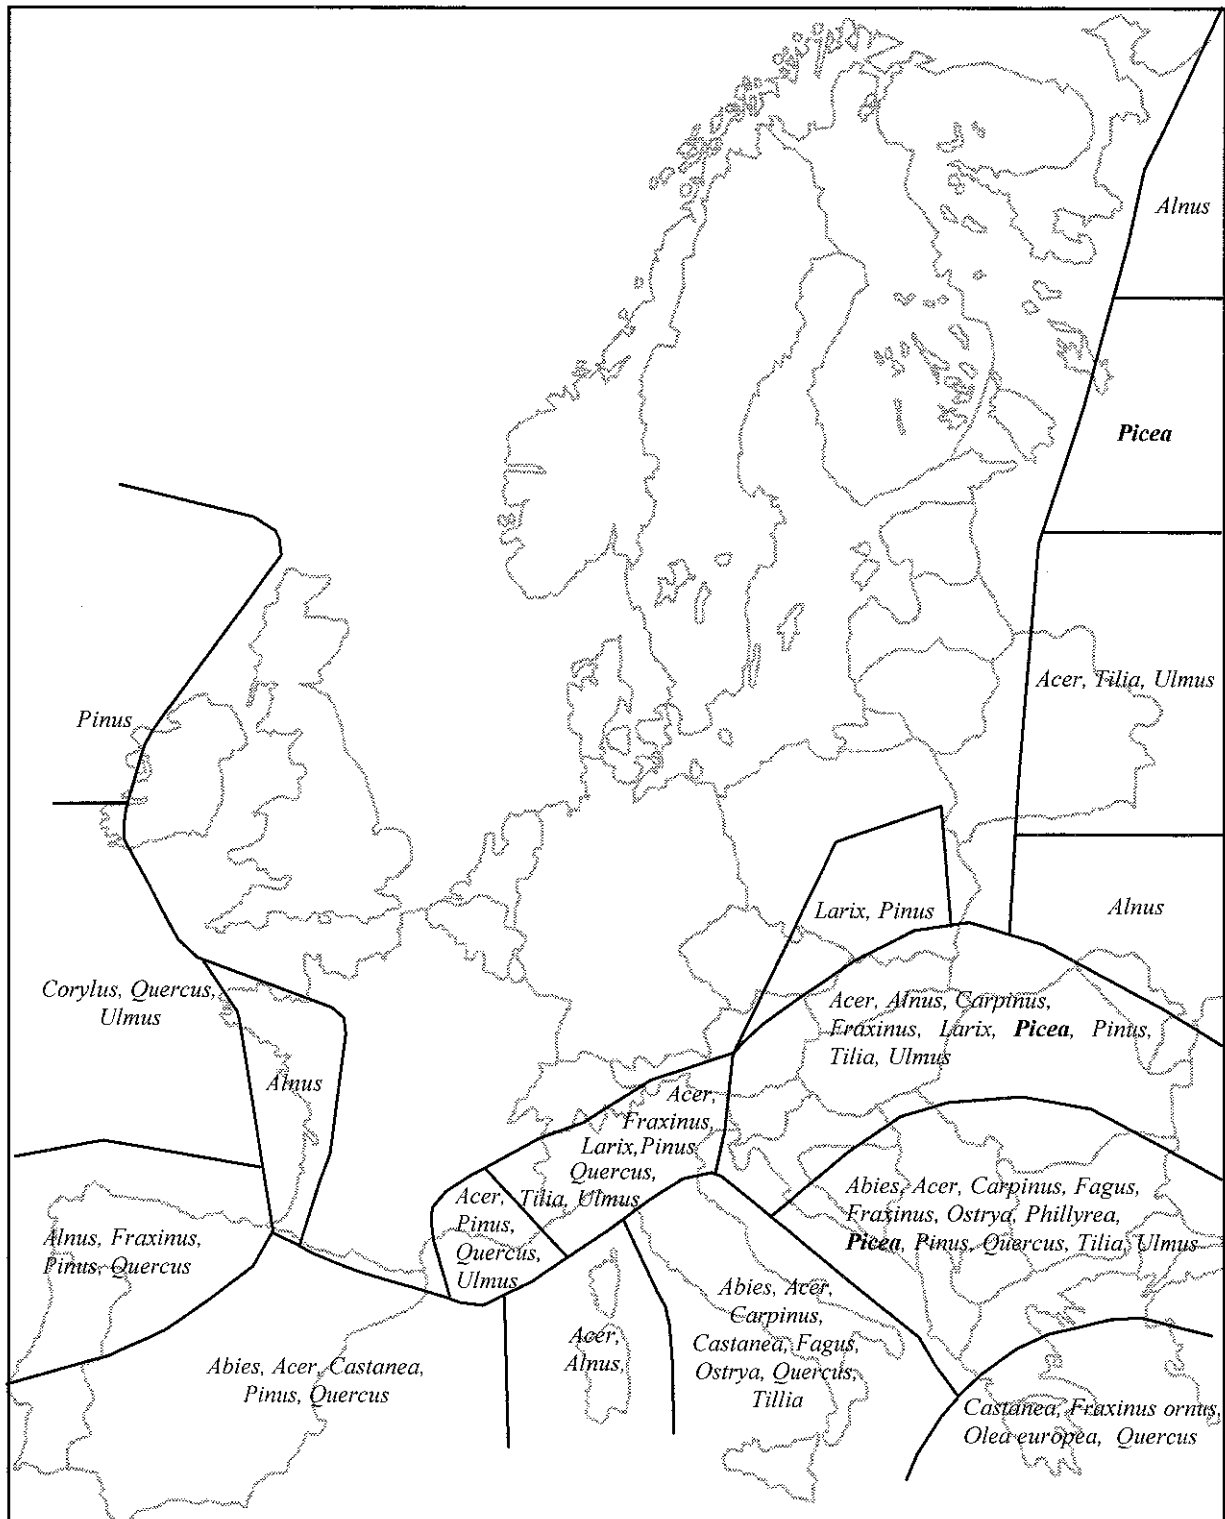 Alnus
Picea
Acer, Tilia, Ulmus
Pinus
Larix, Pinus
Alnus
Corylus, Quercus,
Ulmus
Acer, Alnus, Carpinus,
Fraxinus, Larix, Picea, Pinus,
Tilia, Ulmus
Alnus
Acer,
Fraxinus,
Larix,Pinus
Quercus,
Tilia, Ulmus
Acer,
Pinus,
Quercus,
Ulmus
Abies, Acer, Carpinus, Fagus,
Fraxinus, Ostrya, Phillyrea,
Picea, Pinus, Quercus, Tilia, Ulmus
Alnus, Fraxinus,
Pinus, Quercus
Abies, Acer,
Carpinus,
Castanea, Fagus,
Ostrya, Quercus,
Tillia
Acer,
Alnus,
Abies, Acer, Castanea,
Pinus, Quercus
Castanea, Fraxinus ornus,
Olea europea, Quercus